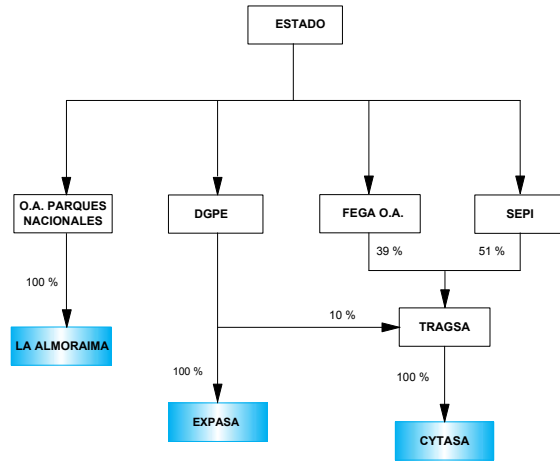 ESTADO
O.A. PARQUES
NACIONALES
DGPE
FEGA O.A.
SEPI
39 %
51 %
100 %
10 %
TRAGSA
LA ALMORAIMA
100 %
100 %
EXPASA
CYTASA